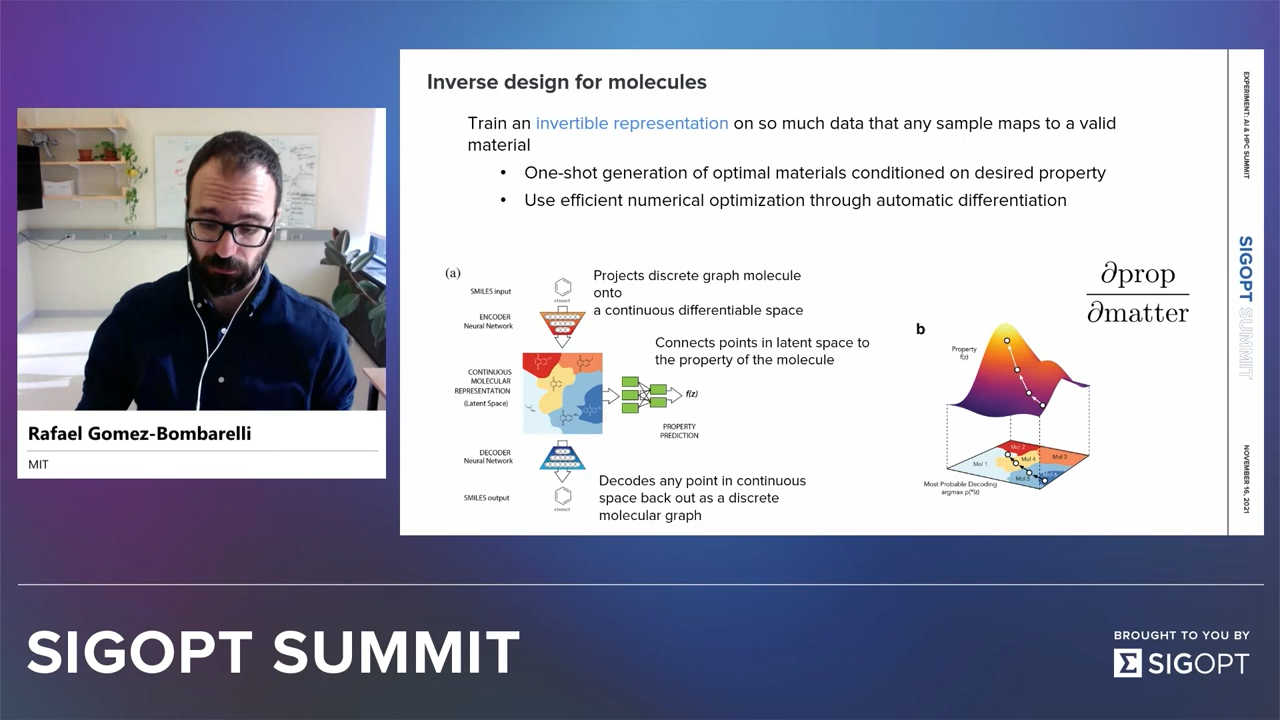 Inverse design for molecules
Train an invertible representation on so much data that any sample maps to a valid
material
• One-shot generation of optimal materials conditioned on desired property
• Use efficient numerical optimization through automatic differentiation
(a)
SMILES input
Projects discrete graph molecule
onto
a continuous differentiable space
ENCODER
Neural Network
Connects points in latent space to
the property of the molecule
CONTINUOUS
MOLECULAR
REPRESENTATION
(Latent Space)
f(z)
PROPERTY
PREDICTION
DECODER
Neural Network
SMILES output
Decodes any point in continuous
space back out as a discrete
molecular graph
∂prop
∂matter
b
Property
f(z)
Mol 1
Mol 2
Mol 3
Mol 4
Mol 5
Most Probable Decoding
argmax p(*|z)
EXPERIMENT: AI & HPC SUMMIT
SIGOPT SUMMIT
NOVEMBER 16, 2021
Rafael Gomez-Bombarelli
MIT
SIGOPT SUMMIT
BROUGHT TO YOU BY
SIGOPT